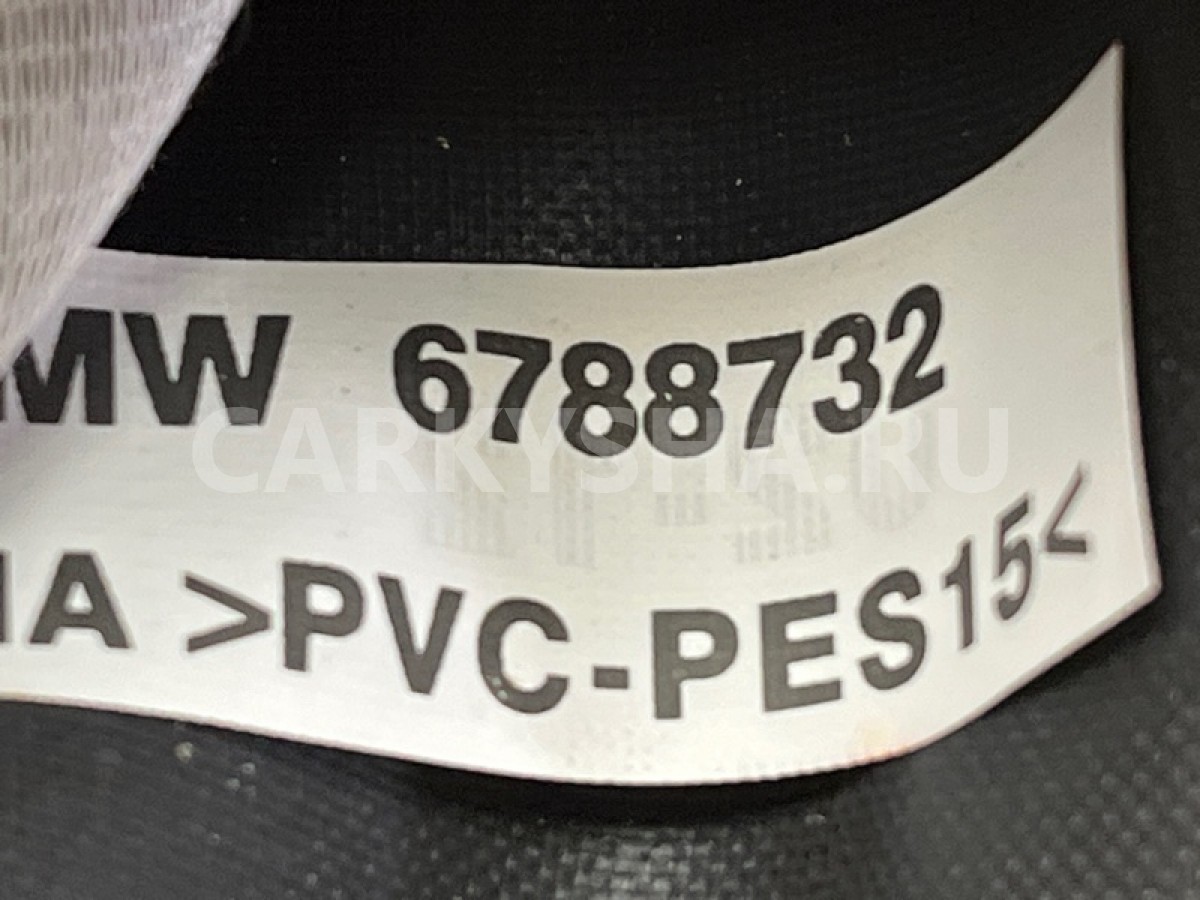 MW 6788732
CARKYSHA.RU
A >PVC-PES15<